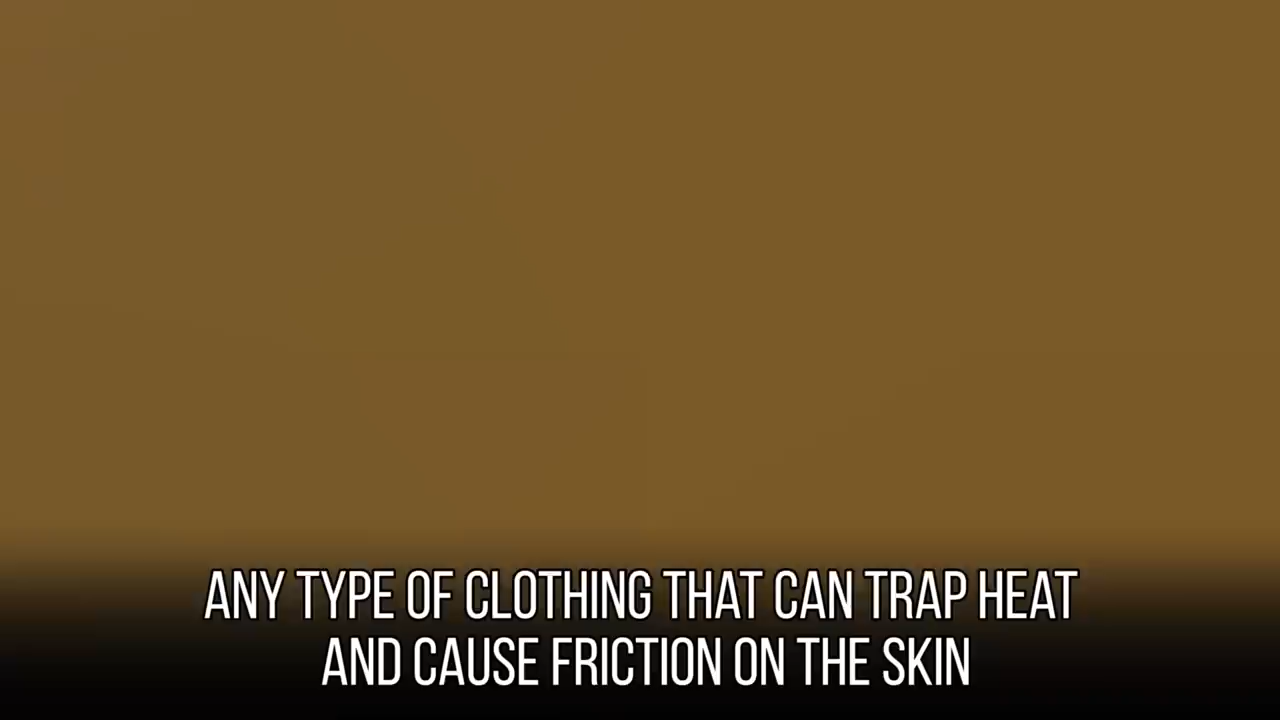 ANY TYPE OF CLOTHING THAT CAN TRAP HEAT
AND CAUSE FRICTION ON THE SKIN